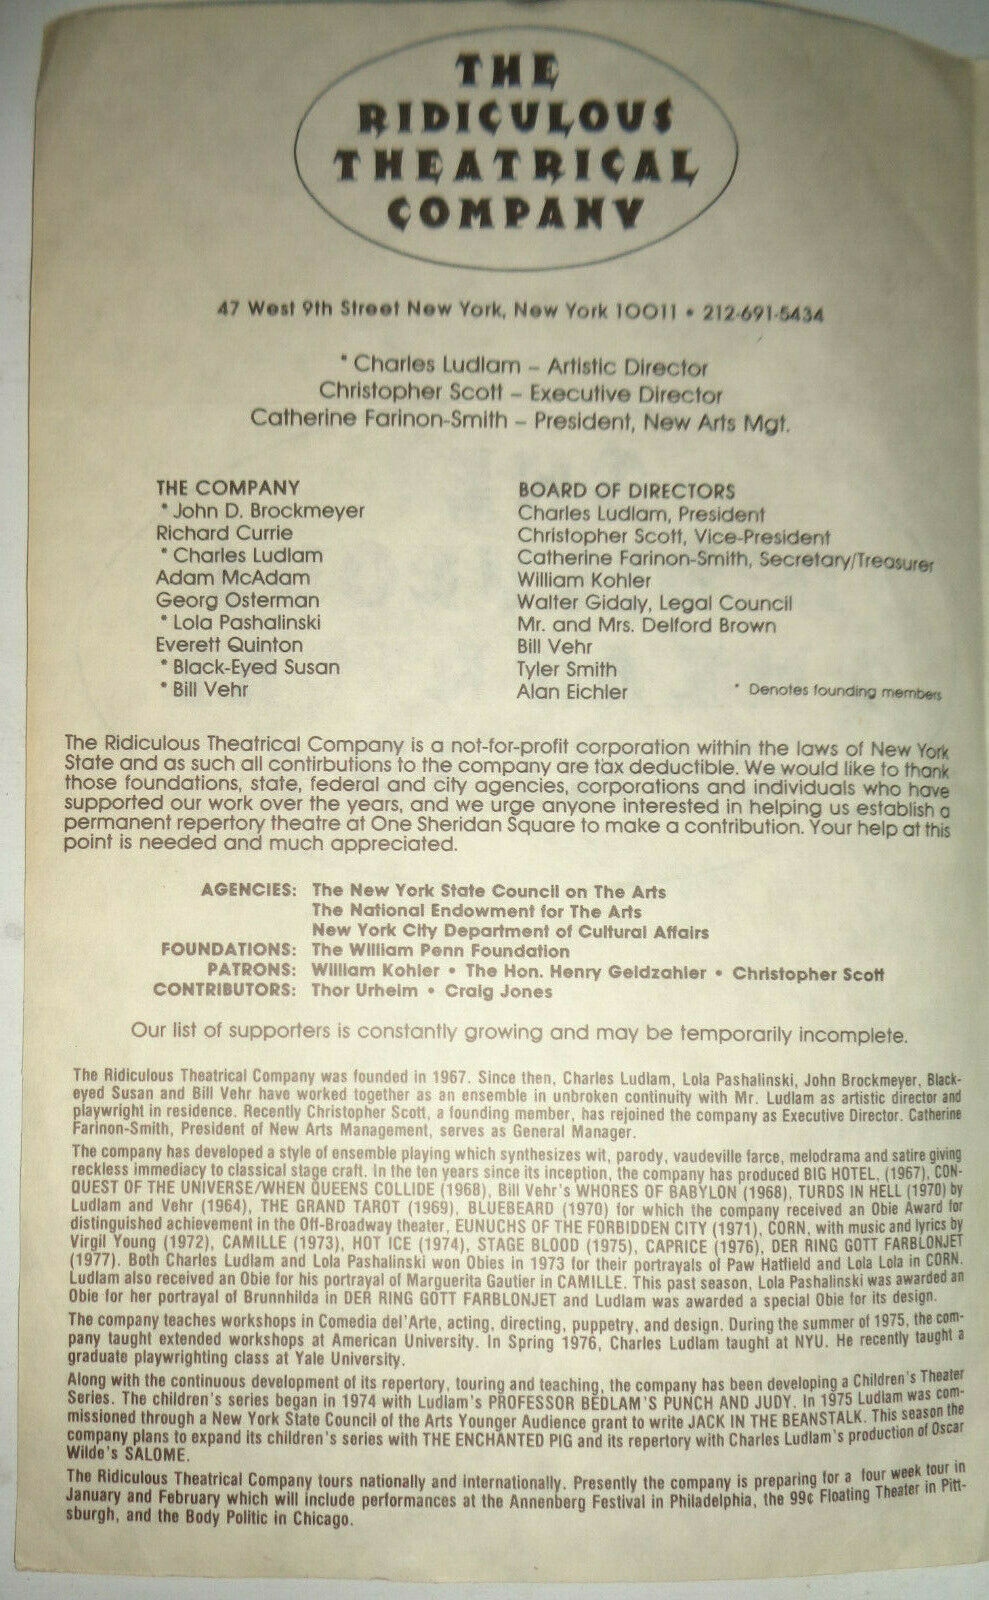 THE
RIDICULOUS
THEATRICAL
COMPANY
47 West 9th Street New York, New York 10011 • 212-691-5434
* Charles Ludlam – Artistic Director
Christopher Scott – Executive Director
Catherine Farinon-Smith – President, New Arts Mgt.
THE COMPANY
* John D. Brockmeyer
Richard Currie
* Charles Ludlam
Adam McAdam
Georg Osterman
* Lola Pashalinski
Everett Quinton
* Black-Eyed Susan
* Bill Vehr
BOARD OF DIRECTORS
Charles Ludlam, President
Christopher Scott, Vice-President
Catherine Farinon-Smith, Secretary/Treasurer
William Kohler
Walter Gidaly, Legal Council
Mr. and Mrs. Delford Brown
Bill Vehr
Tyler Smith
Alan Eichler
* Denotes founding members
The Ridiculous Theatrical Company is a not-for-profit corporation within the laws of New York
State and as such all contirbutions to the company are tax deductible. We would like to thank
those foundations, state, federal and city agencies, corporations and individuals who have
supported our work over the years, and we urge anyone interested in helping us establish a
permanent repertory theatre at One Sheridan Square to make a contribution. Your help at this
point is needed and much appreciated.
AGENCIES: The New York State Council on The Arts
The National Endowment for The Arts
New York City Department of Cultural Affairs
FOUNDATIONS: The William Penn Foundation
PATRONS: William Kohler • The Hon. Henry Geldzahler • Christopher Scott
CONTRIBUTORS: Thor Urheim • Craig Jones
Our list of supporters is constantly growing and may be temporarily incomplete.
The Ridiculous Theatrical Company was founded in 1967. Since then, Charles Ludlam, Lola Pashalinski, John Brockmeyer, Black-
eyed Susan and Bill Vehr have worked together as an ensemble in unbroken continuity with Mr. Ludlam as artistic director and
playwright in residence. Recently Christopher Scott, a founding member, has rejoined the company as Executive Director. Catherine
Farinon-Smith, President of New Arts Management, serves as General Manager.
The company has developed a style of ensemble playing which synthesizes wit, parody, vaudeville farce, melodrama and satire giving
reckless immediacy to classical stage craft. In the ten years since its inception, the company has produced BIG HOTEL, (1967), CON-
QUEST OF THE UNIVERSE/WHEN QUEENS COLLIDE (1968), Bill Vehr's WHORES OF BABYLON (1968), TURDS IN HELL (1970) by
Ludlam and Vehr (1964), THE GRAND TAROT (1969), BLUEBEARD (1970) for which the company received an Obie Award for
distinguished achievement in the Off-Broadway theater, EUNUCHS OF THE FORBIDDEN CITY (1971), CORN, with music and lyrics by
Virgil Young (1972), CAMILLE (1973), HOT ICE (1974), STAGE BLOOD (1975), CAPRICE (1976), DER RING GOTT FARBLONJET
(1977). Both Charles Ludlam and Lola Pashalinski won Obies in 1973 for their portrayals of Paw Hatfield and Lola Lola in CORN.
Ludlam also received an Obie for his portrayal of Marguerita Gautier in CAMILLE. This past season, Lola Pashalinski was awarded an
Obie for her portrayal of Brunnhilda in DER RING GOTT FARBLONJET and Ludlum was awarded a special Obie for its design.
The company teaches workshops in Comedia del'Arte, acting, directing, puppetry, and design. During the summer of 1975, the com-
pany taught extended workshops at American University. In Spring 1976, Charles Ludlam taught at NYU. He recently taught a
graduate playwrighting class at Yale University.
Along with the continuous development of its repertory, touring and teaching, the company has been developing a Children's Theater
Series. The children's series began in 1974 with Ludlam's PROFESSOR BEDLAM'S PUNCH AND JUDY. In 1975 Ludlam was com-
missioned through a New York State Council of the Arts Younger Audience grant to write JACK IN THE BEANSTALK. This season the
company plans to expand its children's series with THE ENCHANTED PIG and its repertory with Charles Ludlam's production of Oscar
Wilde's SALOME.
The Ridiculous Theatrical Company tours nationally and internationally. Presently the company is preparing for a four week tour in
January and February which will include performances at the Annenberg Festival in Philadelphia, the 99¢ Floating Theater in Pitt-
sburgh, and the Body Politic in Chicago.